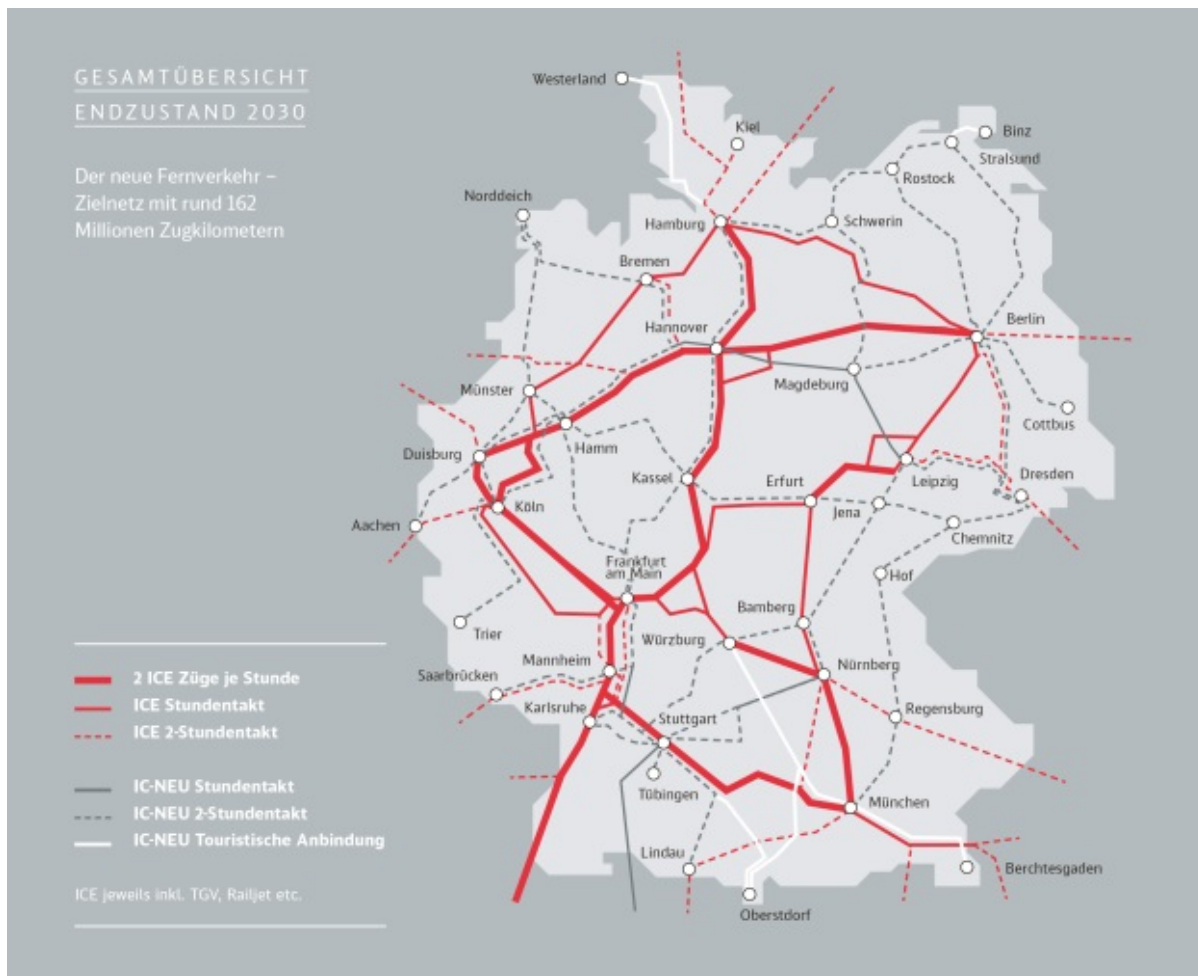 GESAMTÜBERSICHT
ENDZUSTAND 2030
Der neue Fernverkehr –
Zielnetz mit rund 162
Millionen Zugkilometern
Westerland
Kiel
Binz
Stralsund
Rostock
Norddeich
Hamburg
Schwerin
Bremen
Hannover
Berlin
Münster
Magdeburg
Cottbus
Duisburg
Hamm
Kassel
Erfurt
Leipzig
Dresden
Köln
Jena
Aachen
Chemnitz
Frankfurt
am Main
Hof
Bamberg
Trier
Würzburg
Mannheim
Nürnberg
Saarbrücken
Karlsruhe
Stuttgart
Regensburg
Tübingen
München
Lindau
Berchtesgaden
Oberstdorf
2 ICE Züge je Stunde
ICE Stundentakt
ICE 2-Stundentakt
IC-NEU Stundentakt
IC-NEU 2-Stundentakt
IC-NEU Touristische Anbindung
ICE jeweils inkl. TGV, Railjet etc.